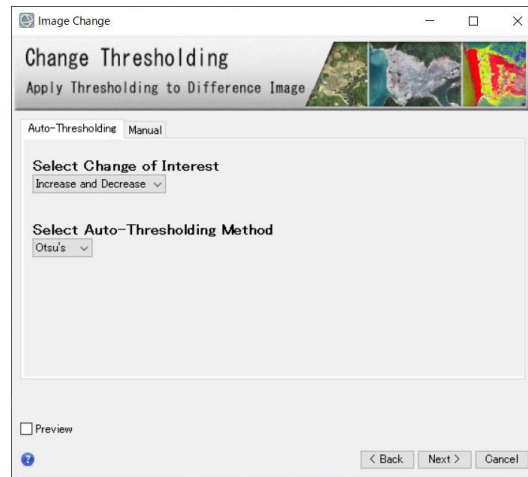 Image Change
Change Thresholding
Apply Thresholding to Difference Image
Auto-Thresholding Manual
Select Change of Interest
Increase and Decrease
Select Auto-Thresholding Method
Otsu's
Preview
< Back Next > Cancel